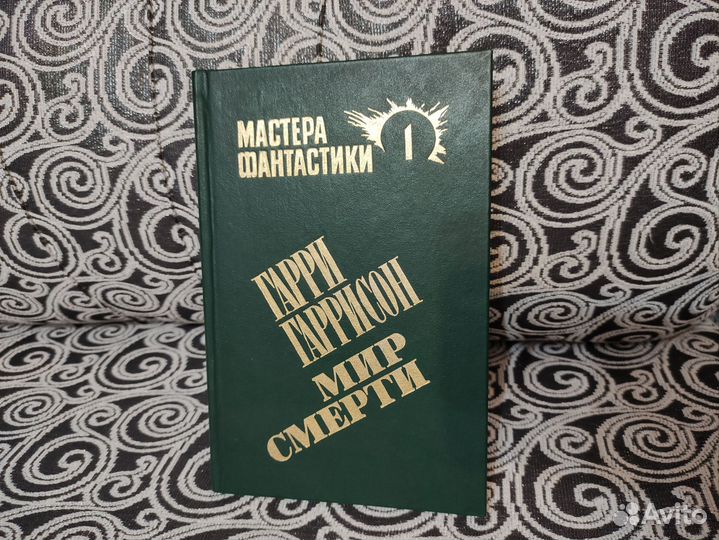 МАСТЕРА
ФАНТАСТИКИ
1
ГАРРИ
ГАРРИСОН
МИР
СМЕРТИ
Avito